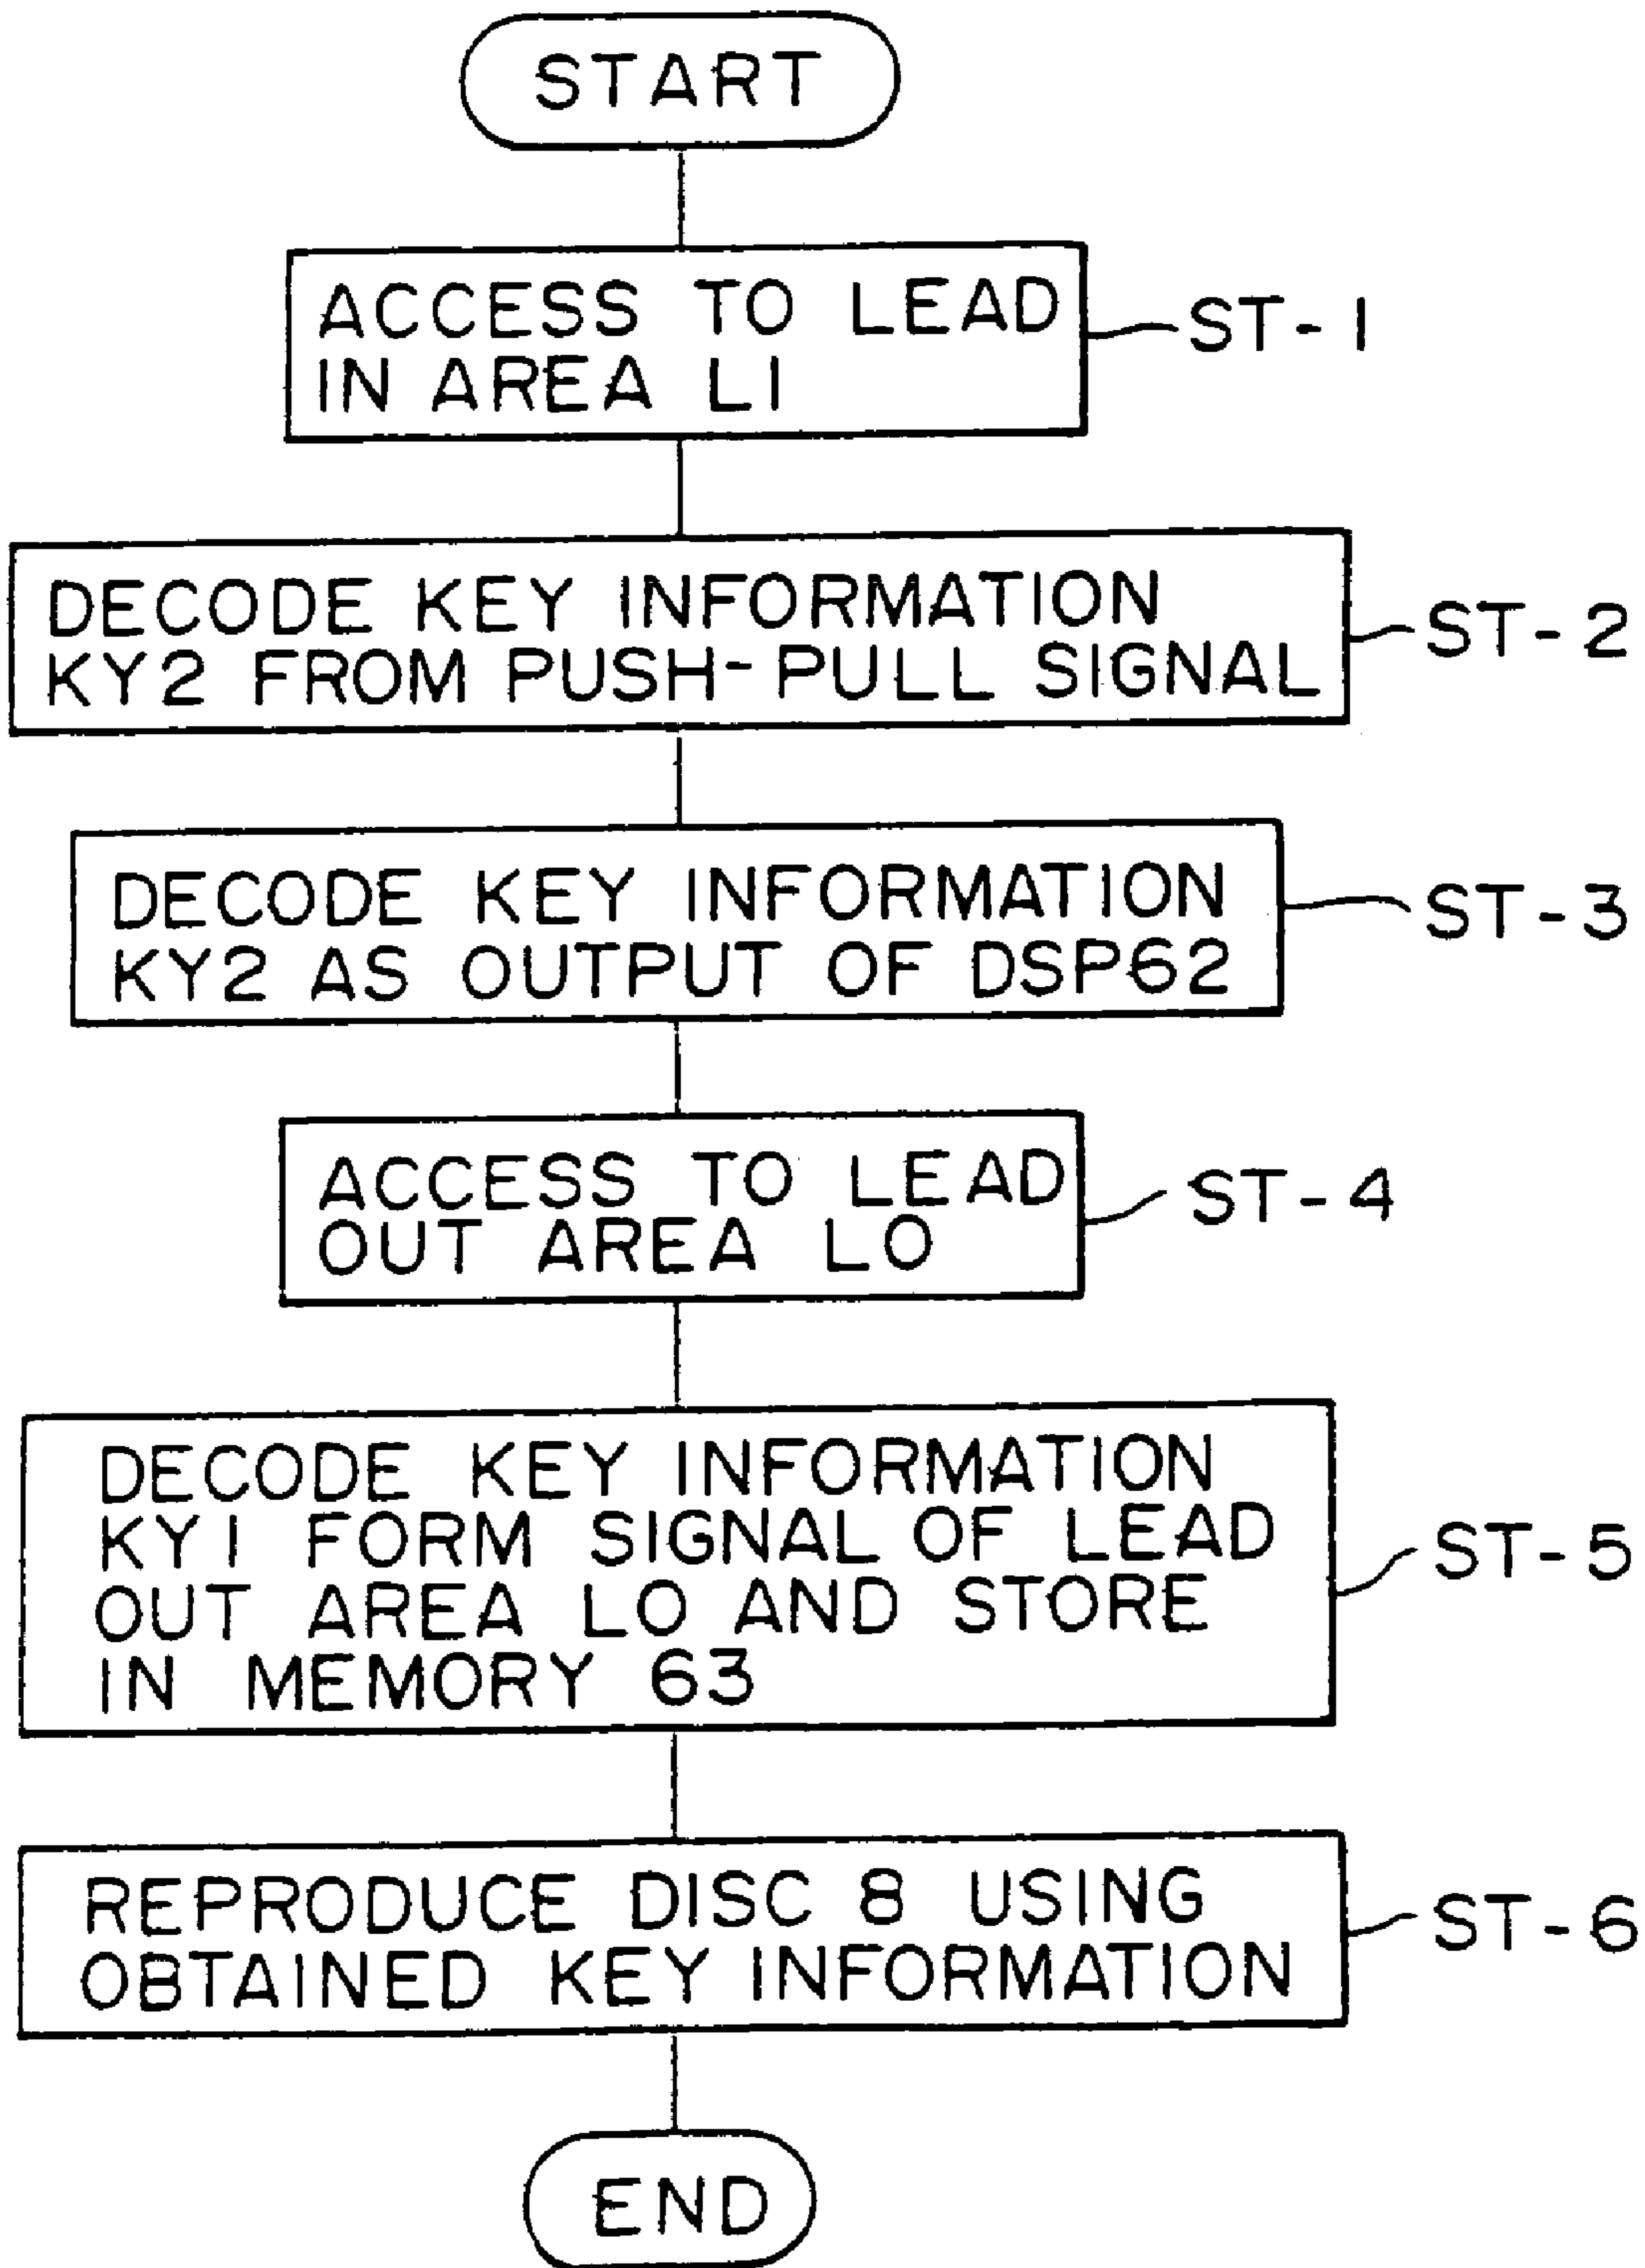 START
ACCESS TO LEAD
IN AREA LI
ST-1
DECODE KEY INFORMATION
KY2 FROM PUSH-PULL SIGNAL
ST-2
DECODE KEY INFORMATION
KY2 AS OUTPUT OF DSP62
ST-3
ACCESS TO LEAD
OUT AREA LO
ST-4
DECODE KEY INFORMATION
KY1 FORM SIGNAL OF LEAD
OUT AREA LO AND STORE
IN MEMORY 63
ST-5
REPRODUCE DISC 8 USING
OBTAINED KEY INFORMATION
ST-6
END